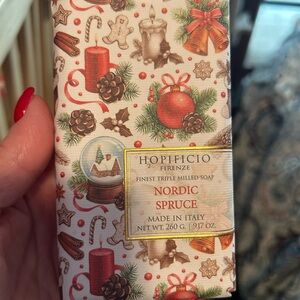 HOPIFICIO
FIRENZE
FINEST TRIPLE MILLED SOAP
NORDIC
SPRUCE
MADE IN ITALY
NET WT. 260 G. | 9.17 OZ.